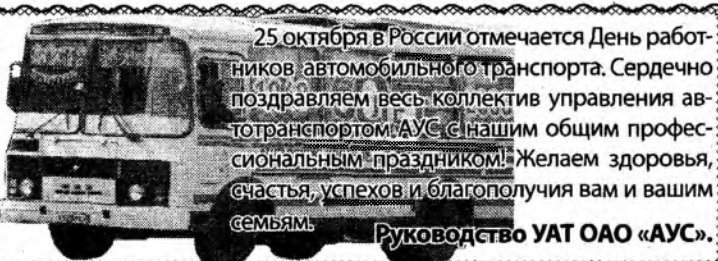 25 октября в России отмечается День работ-
ников автомобильного транспорта. Сердечно
поздравляем весь коллектив управления ав-
тотранспортом АУС с нашим общим профес-
сиональным праздником! Желаем здоровья,
счастья, успехов и благополучия вам и вашим
семьям.
Руководство УАТ ОАО «АУС».